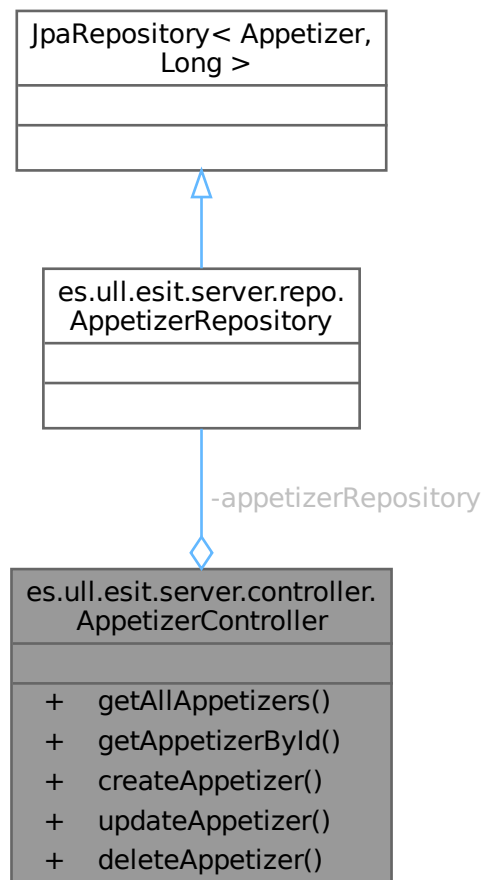 JpaRepository< Appetizer,
Long >
es.ull.esit.server.repo.
AppetizerRepository
-appetizerRepository
es.ull.esit.server.controller.
AppetizerController
+ getAllAppetizers()
+ getAppetizerById()
+ createAppetizer()
+ updateAppetizer()
+ deleteAppetizer()